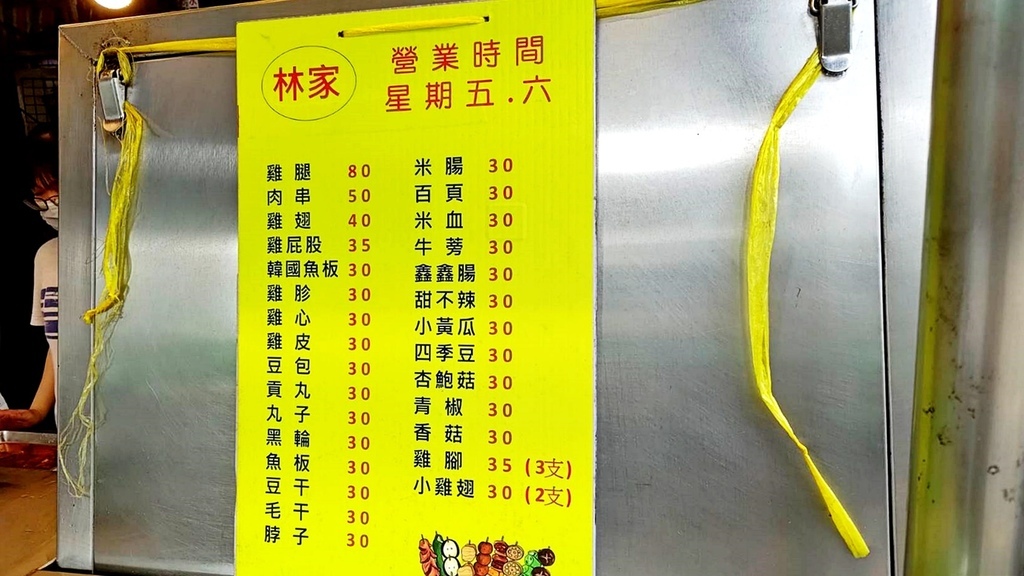 林家
營業時間
星期五.六
雞腿 80
肉串 50
雞翅 40
雞屁股 35
韓國魚板 30
雞胗 30
雞心 30
雞皮 30
豆包 30
貢丸 30
丸子 30
黑輪 30
魚板 30
豆干 30
毛干 30
脖子 30
米腸 30
百頁 30
米血 30
牛蒡 30
鑫鑫腸 30
甜不辣 30
小黃瓜 30
四季豆 30
杏鮑菇 30
青椒 30
香菇 30
雞腳 35 (3支)
小雞翅 30 (2支)